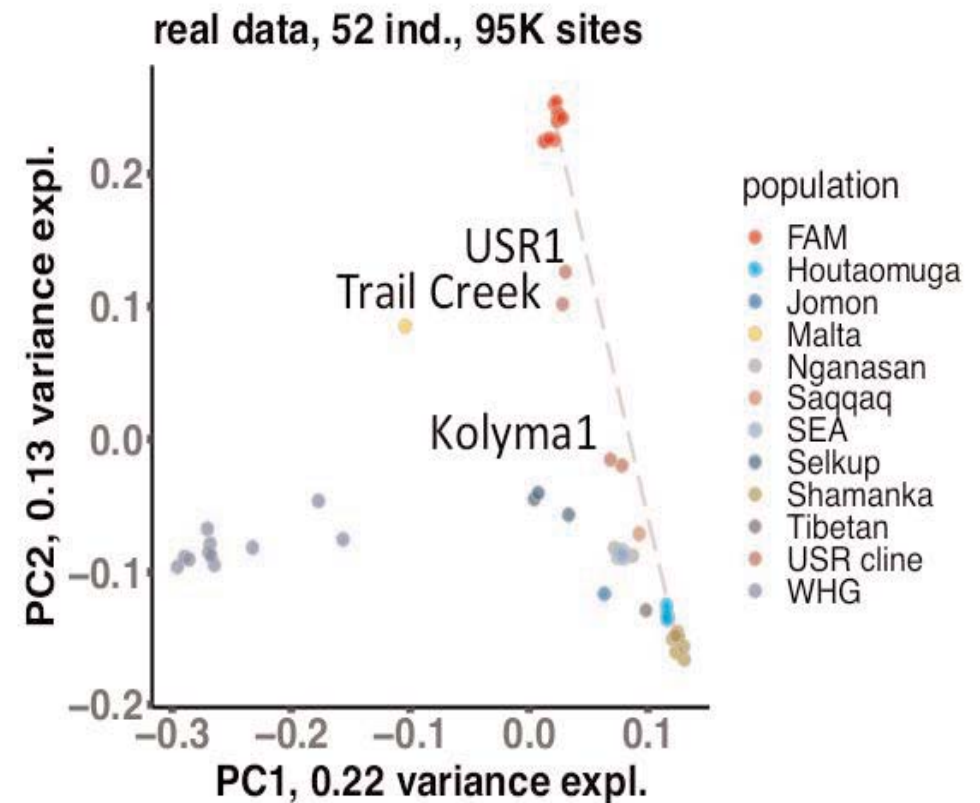 real data, 52 ind., 95K sites
PC2, 0.13 variance expl.
0.2
0.1
0.0
−0.1
−0.2
USR1
Trail Creek
Kolyma1
−0.3 −0.2 −0.1 0.0 0.1
PC1, 0.22 variance expl.
population
FAM
Houtaomuga
Jomon
Malta
Nganasan
Saqqaq
SEA
Selkup
Shamanka
Tibetan
USR cline
WHG